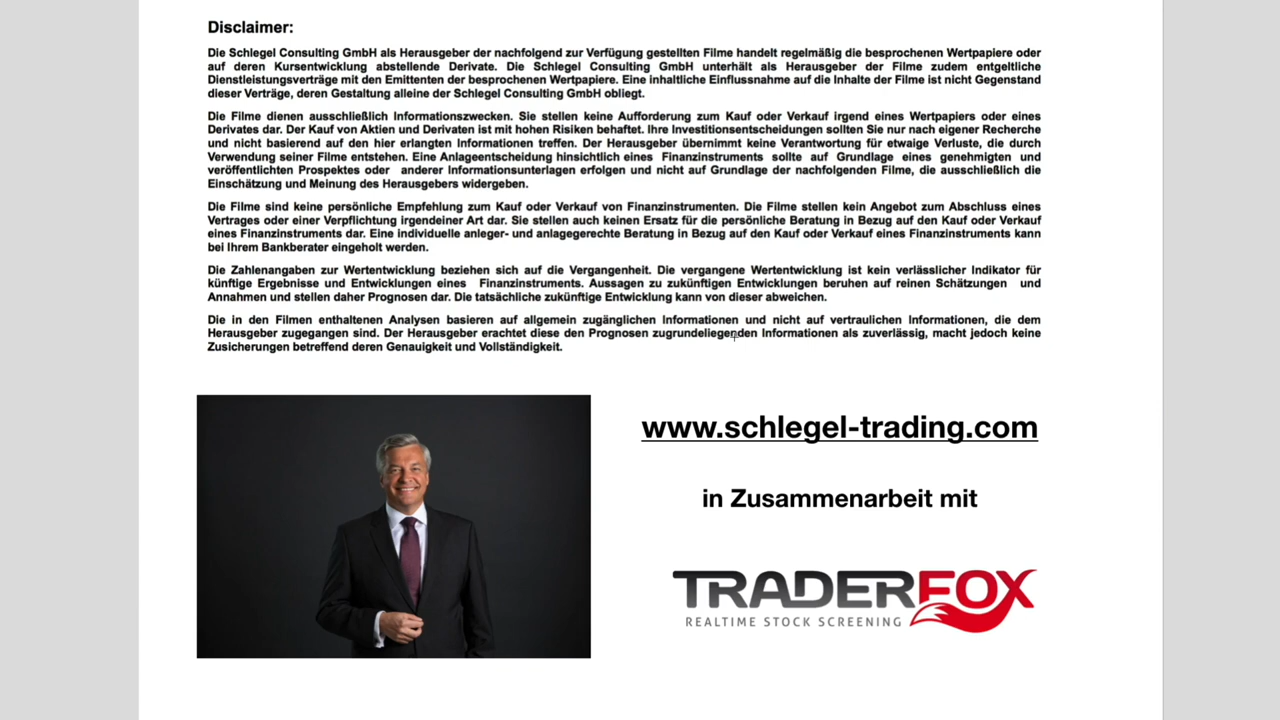 Disclaimer:
Die Schlegel Consulting GmbH als Herausgeber der nachfolgend zur Verfügung gestellten Filme handelt regelmäßig die besprochenen Wertpapiere oder
auf deren Kursentwicklung abstellende Derivate. Die Schlegel Consulting GmbH unterhält als Herausgeber der Filme zudem entgeltliche
Dienstleistungsverträge mit den Emittenten der besprochenen Wertpapiere. Eine inhaltliche Einflussnahme auf die Inhalte der Filme ist nicht Gegenstand
dieser Verträge, deren Gestaltung alleine der Schlegel Consulting GmbH obliegt.
Die Filme dienen ausschließlich Informationszwecken. Sie stellen keine Aufforderung zum Kauf oder Verkauf irgend eines Wertpapiers oder eines
Derivates dar. Der Kauf von Aktien und Derivaten ist mit hohen Risiken behaftet. Ihre Investitionsentscheidungen sollten Sie nur nach eigener Recherche
und nicht basierend auf den hier erlangten Informationen treffen. Der Herausgeber übernimmt keine Verantwortung für etwaige Verluste, die durch
Verwendung seiner Filme entstehen. Eine Anlageentscheidung hinsichtlich eines Finanzinstruments sollte auf Grundlage eines genehmigten und
veröffentlichten Prospektes oder anderer Informationsunterlagen erfolgen und nicht auf Grundlage der nachfolgenden Filme, die ausschließlich die
Einschätzung und Meinung des Herausgebers widergeben.
Die Filme sind keine persönliche Empfehlung zum Kauf oder Verkauf von Finanzinstrumenten. Die Filme stellen kein Angebot zum Abschluss eines
Vertrages oder einer Verpflichtung irgendeiner Art dar. Sie stellen auch keinen Ersatz für die persönliche Beratung in Bezug auf den Kauf oder Verkauf
eines Finanzinstruments dar. Eine individuelle anleger- und anlagegerechte Beratung in Bezug auf den Kauf oder Verkauf eines Finanzinstruments kann
bei Ihrem Bankberater eingeholt werden.
Die Zahlenangaben zur Wertentwicklung beziehen sich auf die Vergangenheit. Die vergangene Wertentwicklung ist kein verlässlicher Indikator für
künftige Ergebnisse und Entwicklungen eines Finanzinstruments. Aussagen zu zukünftigen Entwicklungen beruhen auf reinen Schätzungen und
Annahmen und stellen daher Prognosen dar. Die tatsächliche zukünftige Entwicklung kann von dieser abweichen.
Die in den Filmen enthaltenen Analysen basieren auf allgemein zugänglichen Informationen und nicht auf vertraulichen Informationen, die dem
Herausgeber zugegangen sind. Der Herausgeber erachtet diese den Prognosen zugrundeliegenden Informationen als zuverlässig, macht jedoch keine
Zusicherungen betreffend deren Genauigkeit und Vollständigkeit.
www.schlegel-trading.com
in Zusammenarbeit mit
TRADERFOX
REALTIME STOCK SCREENING